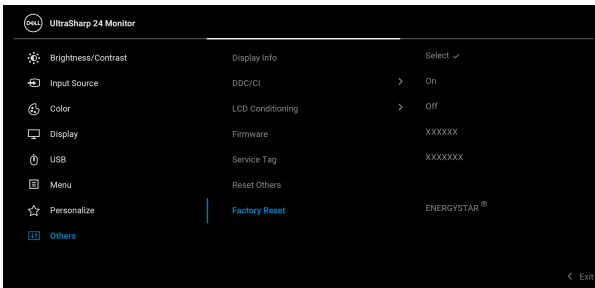 DELL UltraSharp 24 Monitor
Brightness/Contrast Display Info Select ✓
Input Source DDC/CI > On
Color LCD Conditioning > Off
Display Firmware XXXXXX
USB Service Tag XXXXXXX
Menu Reset Others
Personalize Factory Reset ENERGYSTAR®
Others
< Exit